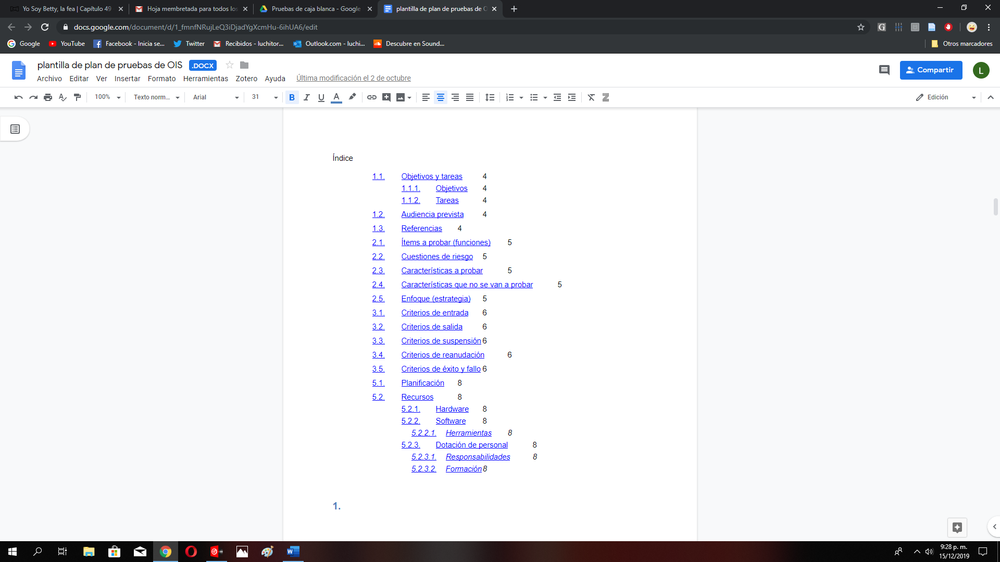 Yo Soy Betty, la fea | Capítulo 49
Hoja membretada para todos los
Pruebas de caja blanca - Google
plantilla de plan de pruebas de O
docs.google.com/document/d/1_fmnfNRujLeQ3iDjadYgXcmHu-6ihUA6/edit
Google
YouTube
Facebook - Inicia se...
Twitter
Recibidos - luchitor...
Outlook.com - luchi...
Descubre en Sound...
Otros marcadores
plantilla de plan de pruebas de OIS .DOCX
Archivo Editar Ver Insertar Formato Herramientas Zotero Ayuda Última modificación el 2 de octubre
Compartir
L
100% Texto norm... Arial 31 B I U A Edición
Índice
1.1. Objetivos y tareas 4
1.1.1. Objetivos 4
1.1.2. Tareas 4
1.2. Audiencia prevista 4
1.3. Referencias 4
2.1. Ítems a probar (funciones) 5
2.2. Cuestiones de riesgo 5
2.3. Características a probar 5
2.4. Características que no se van a probar 5
2.5. Enfoque (estrategia) 5
3.1. Criterios de entrada 6
3.2. Criterios de salida 6
3.3. Criterios de suspensión 6
3.4. Criterios de reanudación 6
3.5. Criterios de éxito y fallo 6
5.1. Planificación 8
5.2. Recursos 8
5.2.1. Hardware 8
5.2.2. Software 8
5.2.2.1. Herramientas 8
5.2.3. Dotación de personal 8
5.2.3.1. Responsabilidades 8
5.2.3.2. Formación 8
1.
9:28 p. m.
15/12/2019